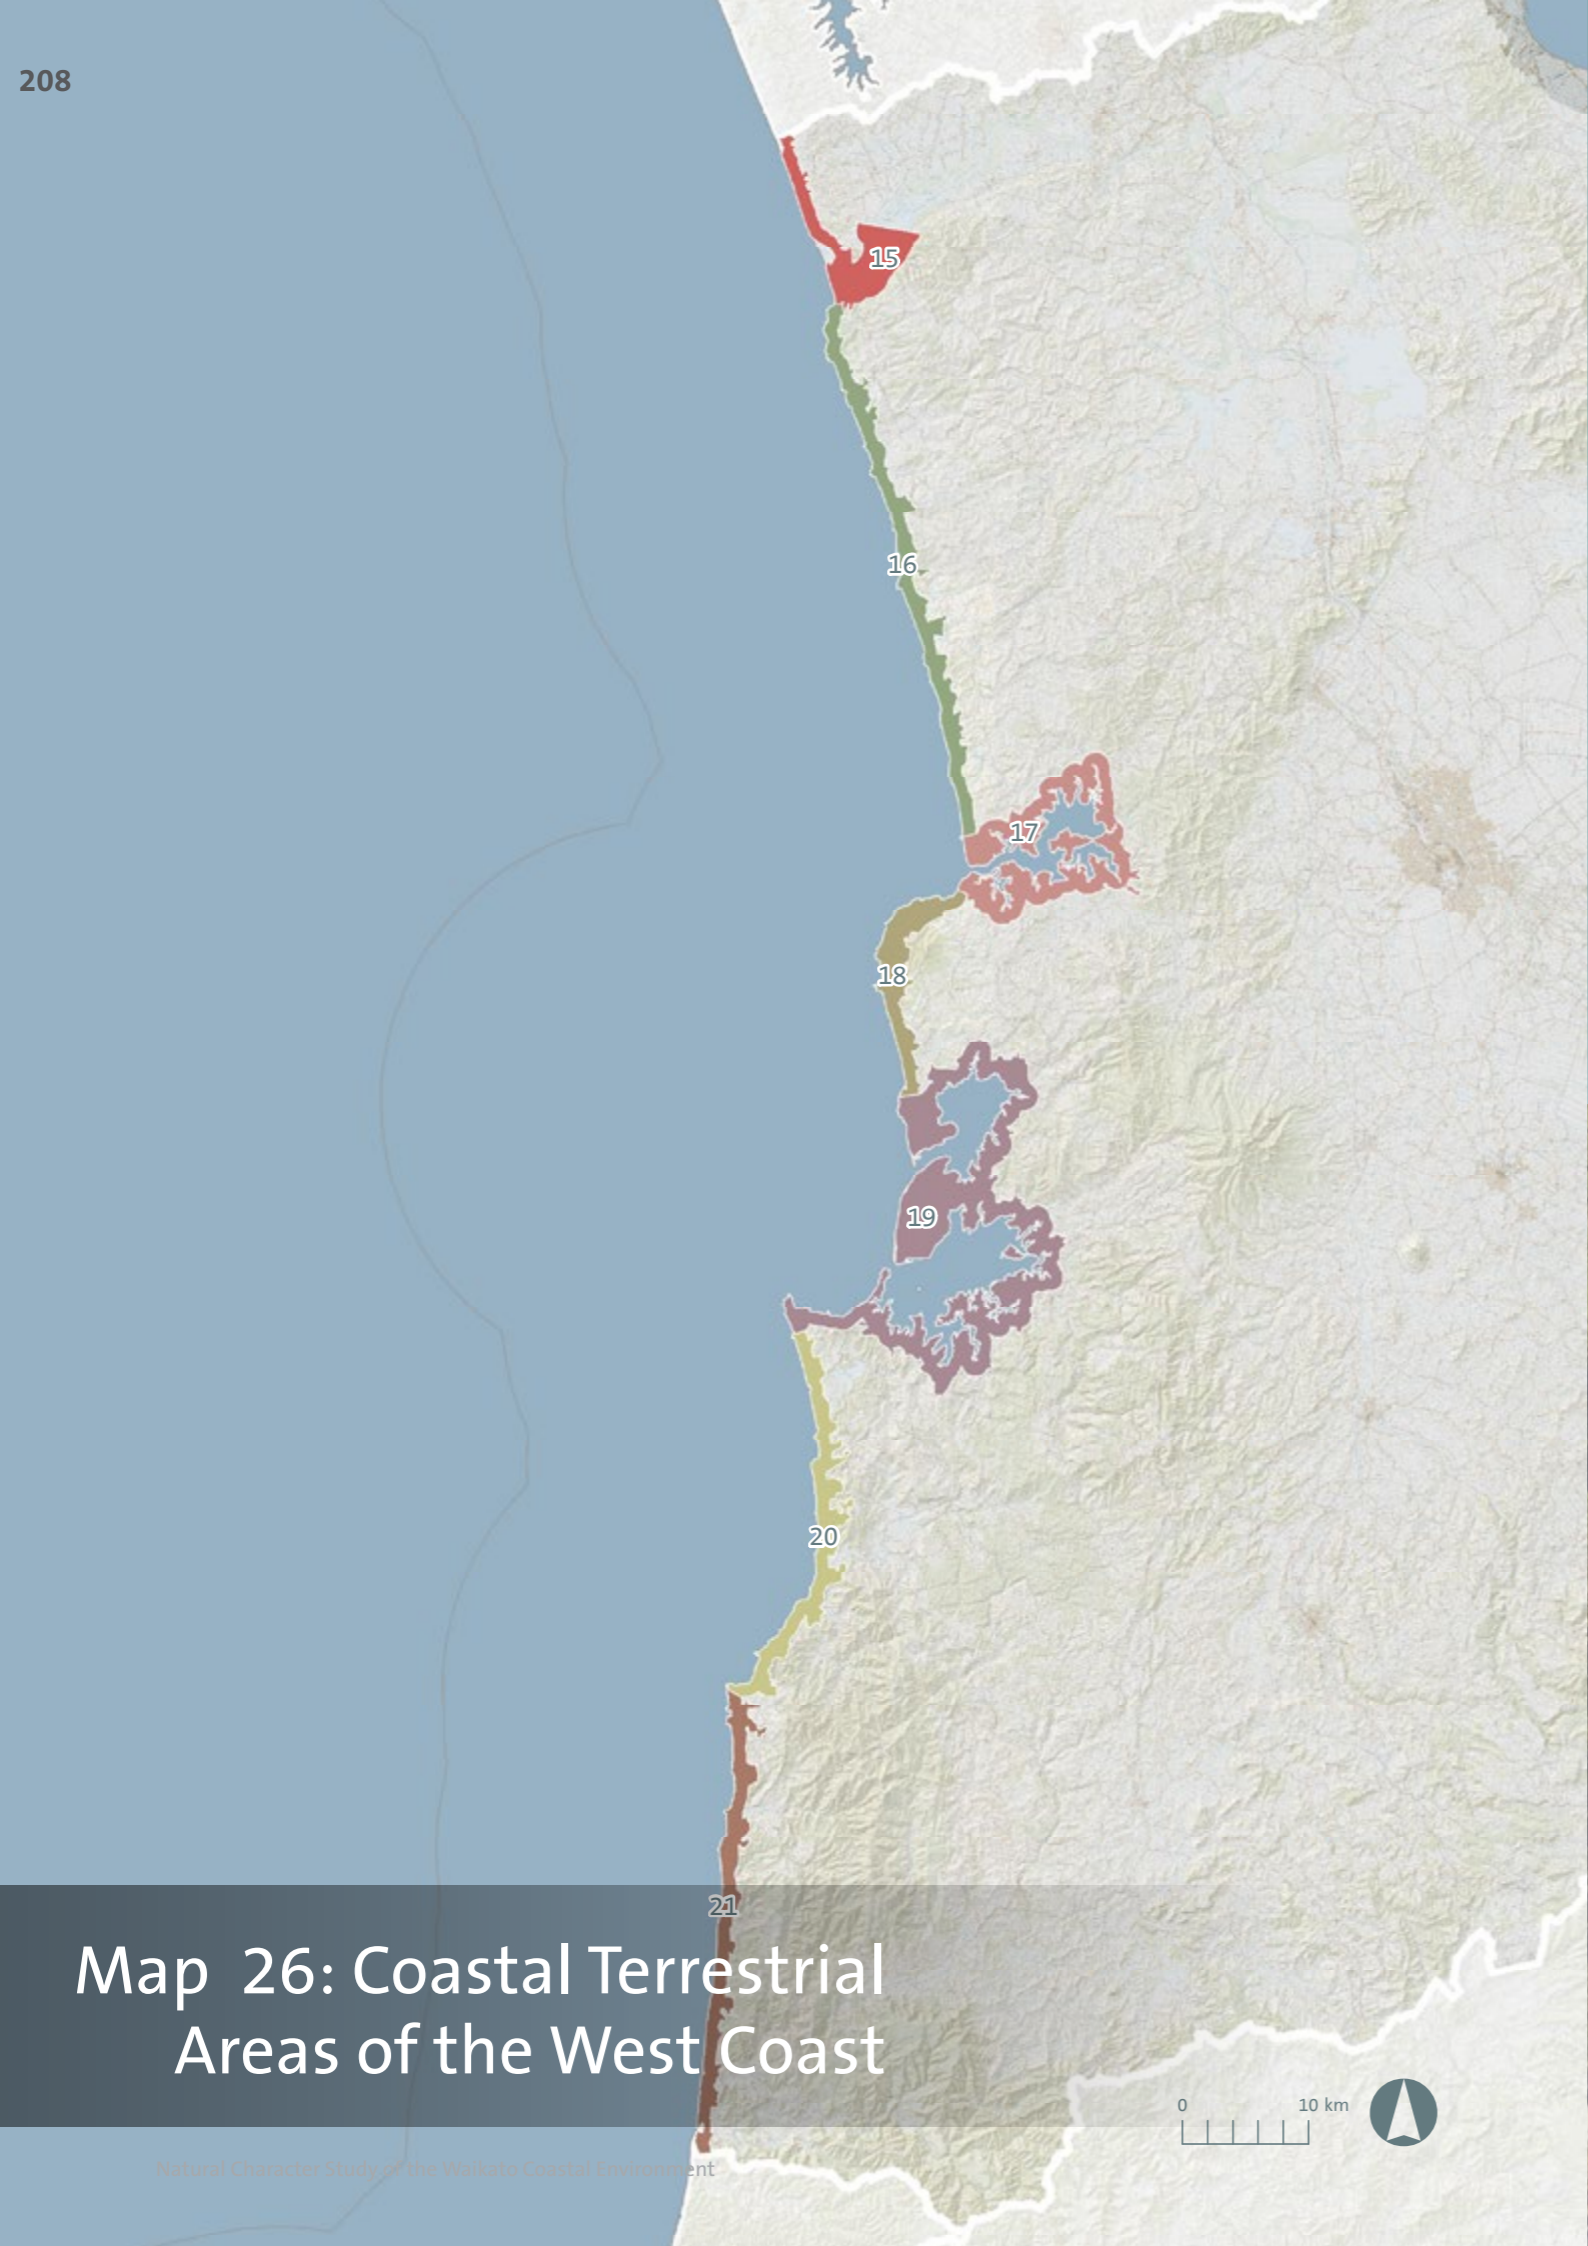 208
15
16
17
18
19
20
21
Map 26: Coastal Terrestrial
Areas of the West Coast
0 10 km
Natural Character Study of the Waikato Coastal Environment